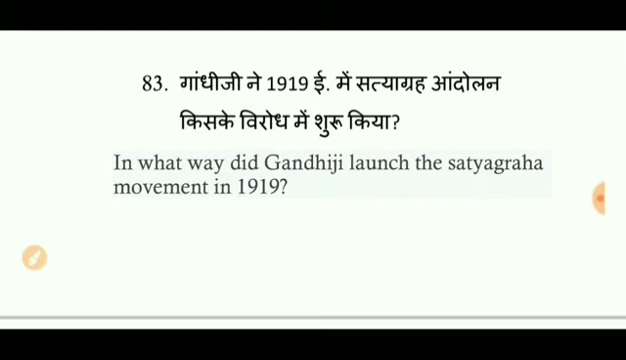 83. गांधीजी ने 1919 ई. में सत्याग्रह आंदोलन
किसके विरोध में शुरू किया?
In what way did Gandhiji launch the satyagraha
movement in 1919?